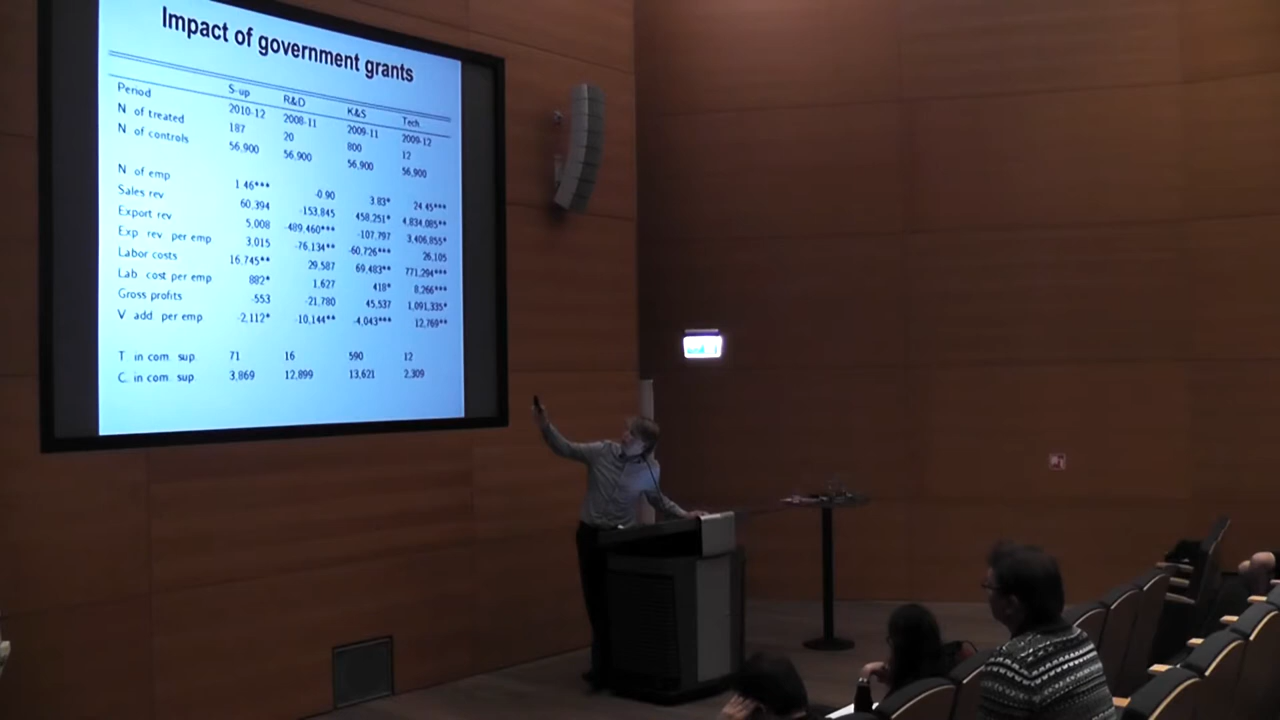 Impact of government grants
S-up R&D K&S Tech
Period 2010-12 2008-11 2009-11 2009-12
N of treated 187 20 800 12
N of controls 56,900 56,900 56,900 56,900
N of emp 1 46*** -0.90 3.83* 24 45***
Sales rev 60,394 -153,845 458,251* 4,834,085**
Export rev 5,008 -489,460*** -107,797 3,406,855*
Exp. rev. per emp 3,015 -76,134** -60,726*** 26,105
Labor costs 16,745** 29,587 69,483** 771,294***
Lab cost per emp 882* 1,627 418* 8,266***
Gross profits -553 -21,780 45,537 1,091,335*
V add per emp -2,112* -10,144** -4,043*** 12,769**
T in com. sup. 71 16 590 12
C. in com. sup. 3,869 12,899 13,621 2,309